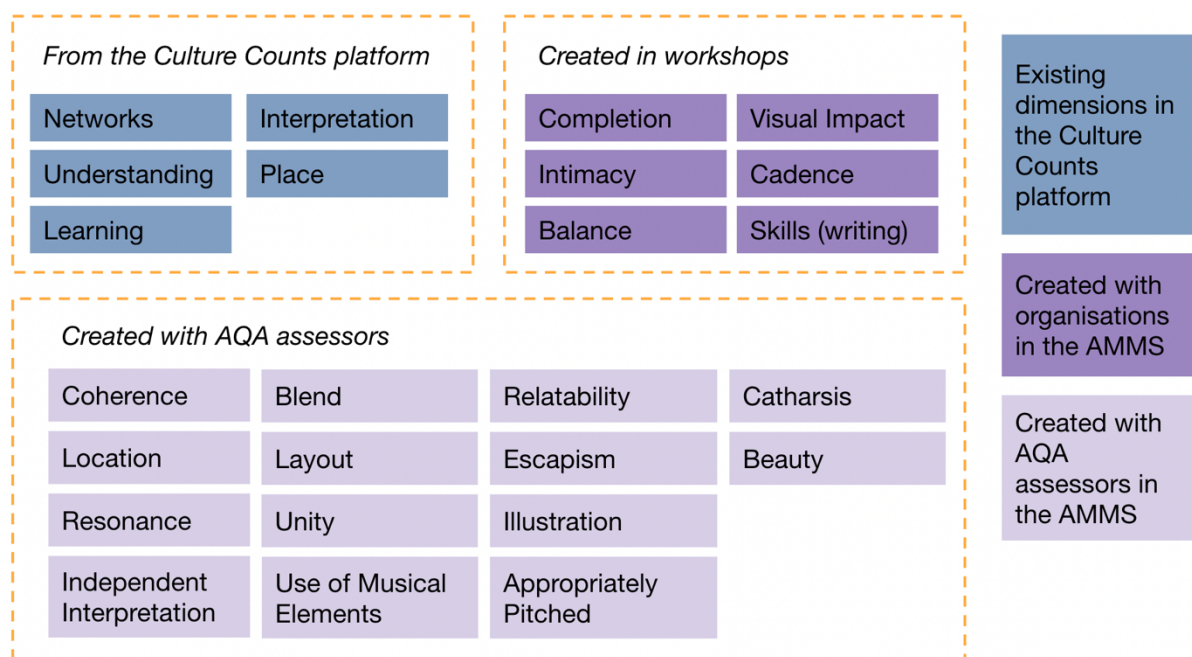 From the Culture Counts platform
Networks
Interpretation
Understanding
Place
Learning
Created in workshops
Completion
Visual Impact
Intimacy
Cadence
Balance
Skills (writing)
Existing
dimensions in
the Culture
Counts
platform
Created with
organisations
in the AMMS
Created with
AQA
assessors in
the AMMS
Created with AQA assessors
Coherence
Blend
Relatability
Catharsis
Location
Layout
Escapism
Beauty
Resonance
Unity
Illustration
Independent
Interpretation
Use of Musical
Elements
Appropriately
Pitched